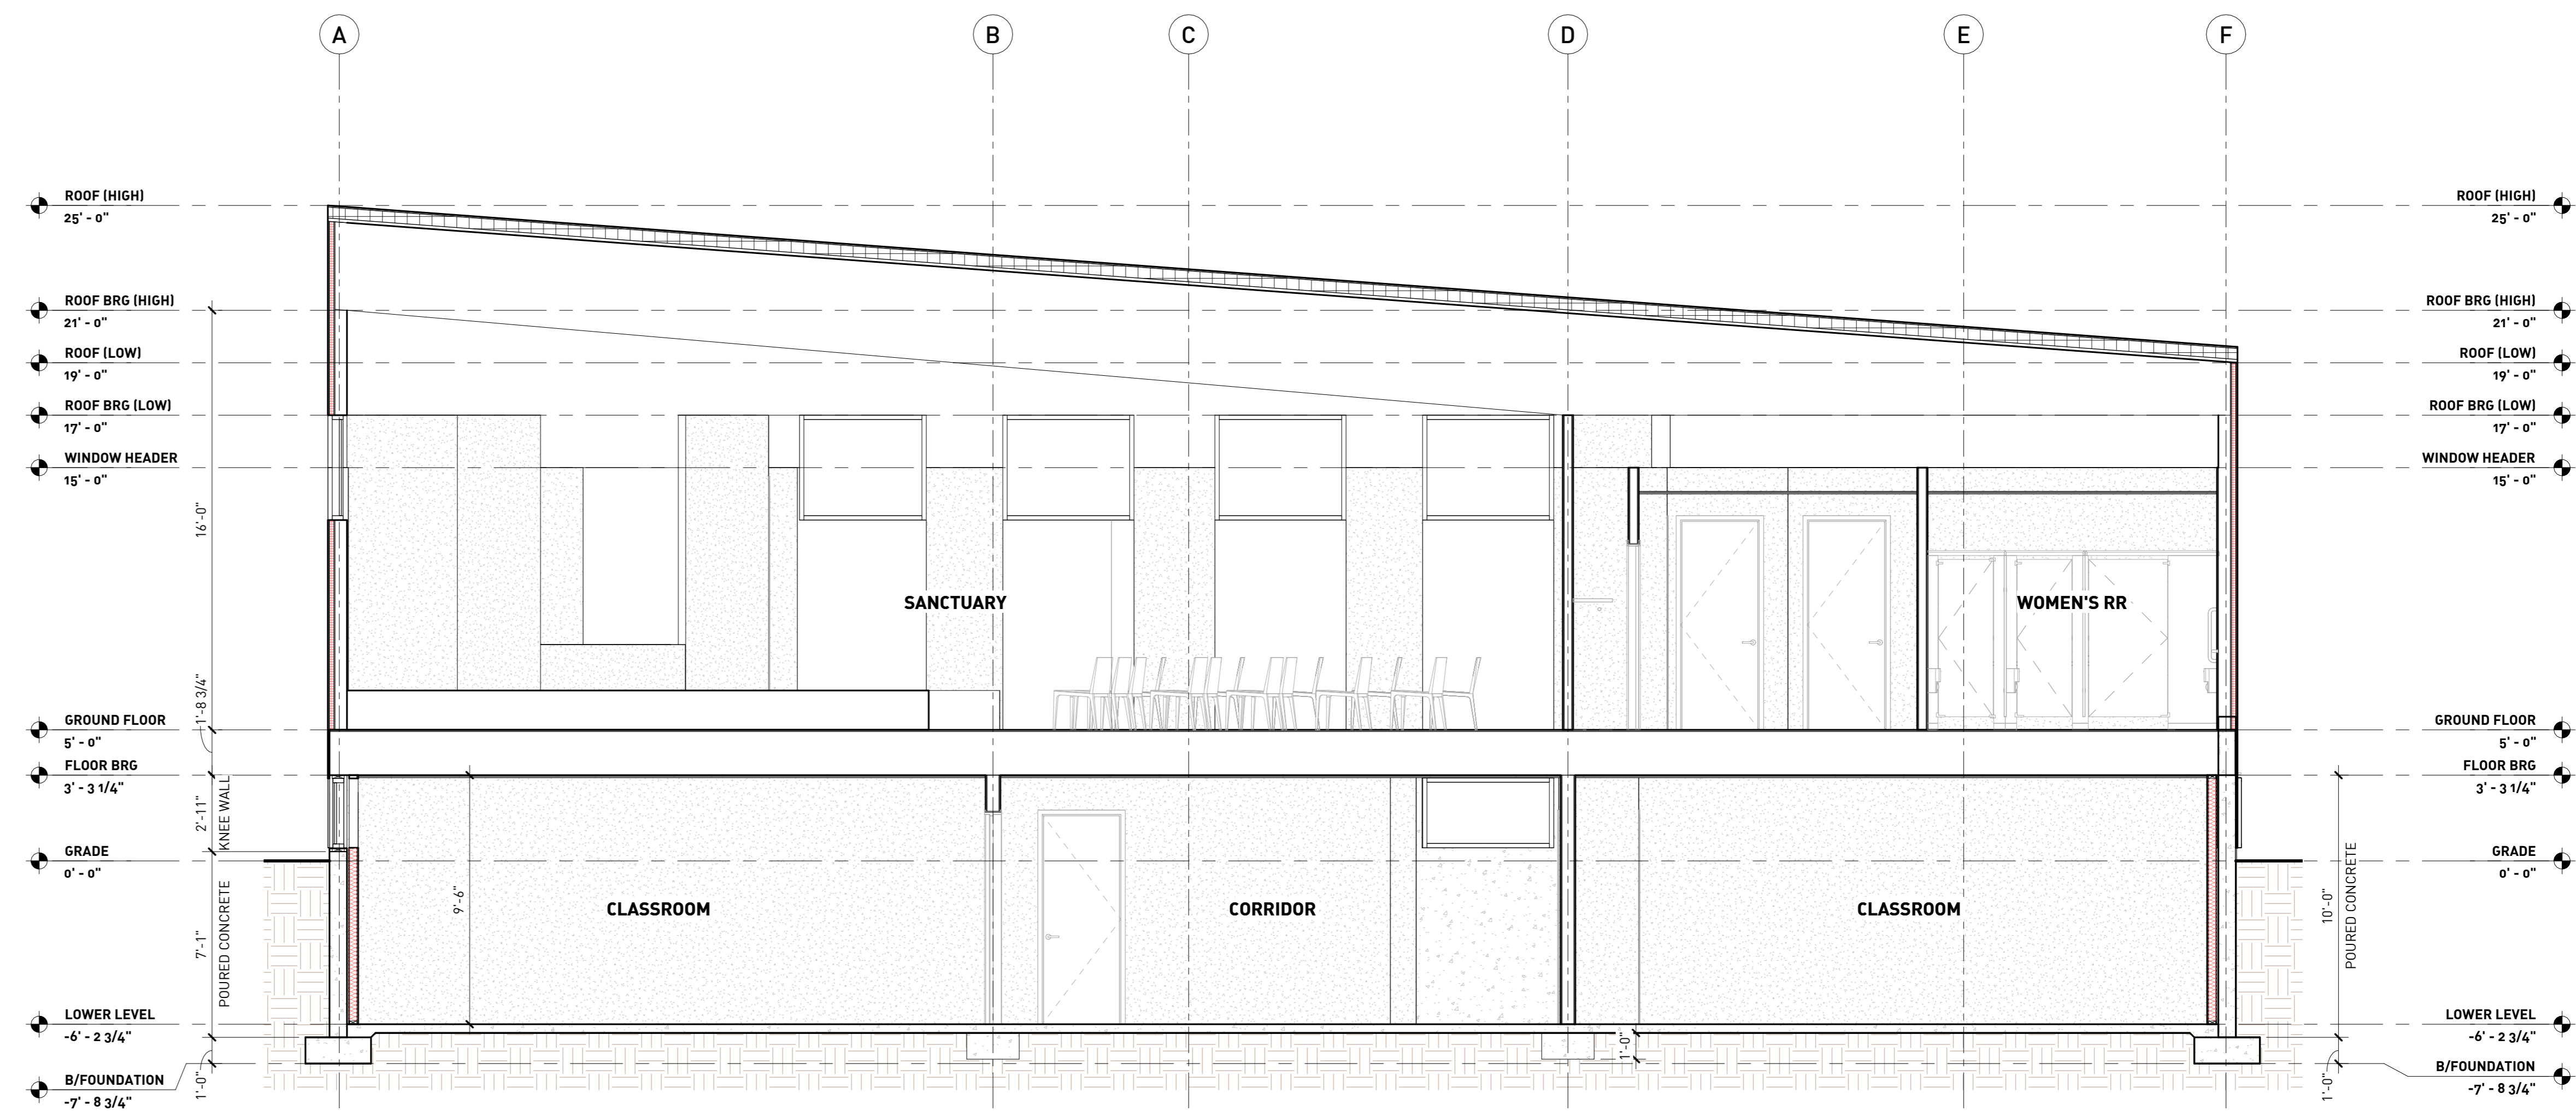 A
B
C
D
E
F
ROOF (HIGH)
25' - 0"
ROOF (HIGH)
25' - 0"
ROOF BRG (HIGH)
21' - 0"
ROOF BRG (HIGH)
21' - 0"
ROOF (LOW)
19' - 0"
ROOF (LOW)
19' - 0"
ROOF BRG (LOW)
17' - 0"
ROOF BRG (LOW)
17' - 0"
WINDOW HEADER
15' - 0"
WINDOW HEADER
15' - 0"
16'-0"
SANCTUARY
WOMEN'S RR
1'-8 3/4"
GROUND FLOOR
5' - 0"
GROUND FLOOR
5' - 0"
FLOOR BRG
3' - 3 1/4"
FLOOR BRG
3' - 3 1/4"
2'-11"
KNEE WALL
GRADE
0' - 0"
GRADE
0' - 0"
9'-6"
CLASSROOM
CORRIDOR
CLASSROOM
7'-1"
POURED CONCRETE
10'-0"
POURED CONCRETE
LOWER LEVEL
-6' - 2 3/4"
LOWER LEVEL
-6' - 2 3/4"
1'-0"
B/FOUNDATION
-7' - 8 3/4"
1'-0"
1'-0"
B/FOUNDATION
-7' - 8 3/4"